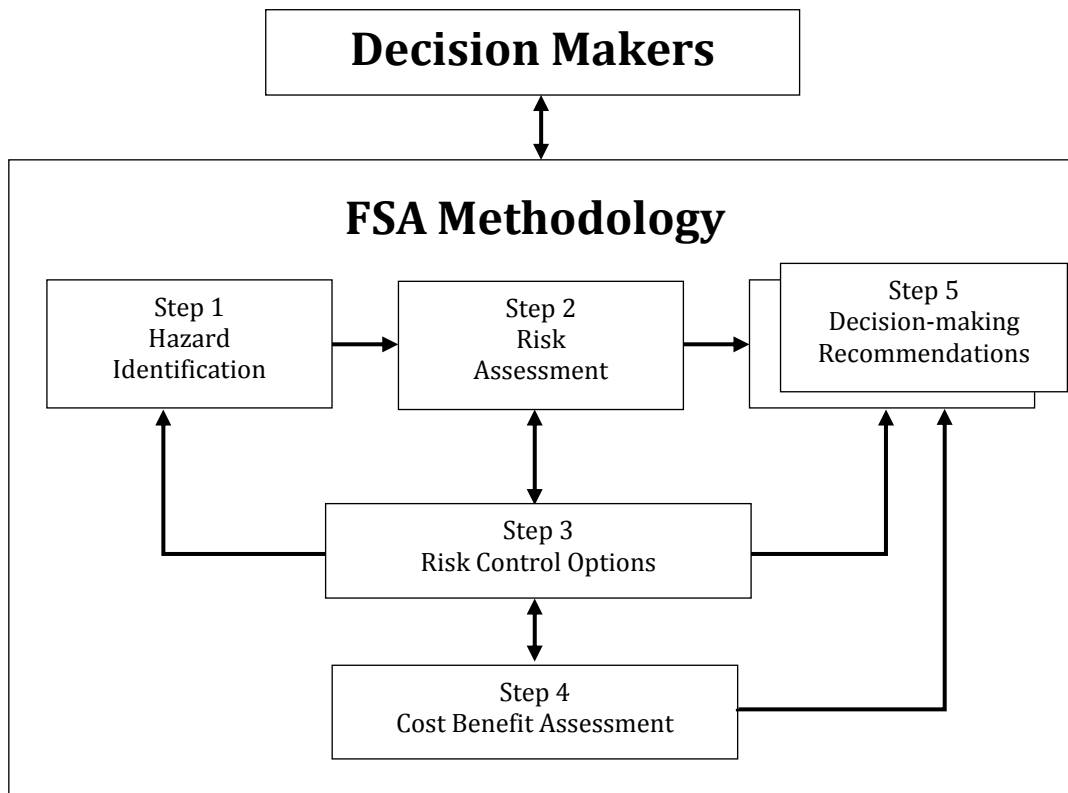 Decision Makers
FSA Methodology
Step 1
Hazard
Identification
Step 2
Risk
Assessment
Step 5
Decision-making
Recommendations
Step 3
Risk Control Options
Step 4
Cost Benefit Assessment